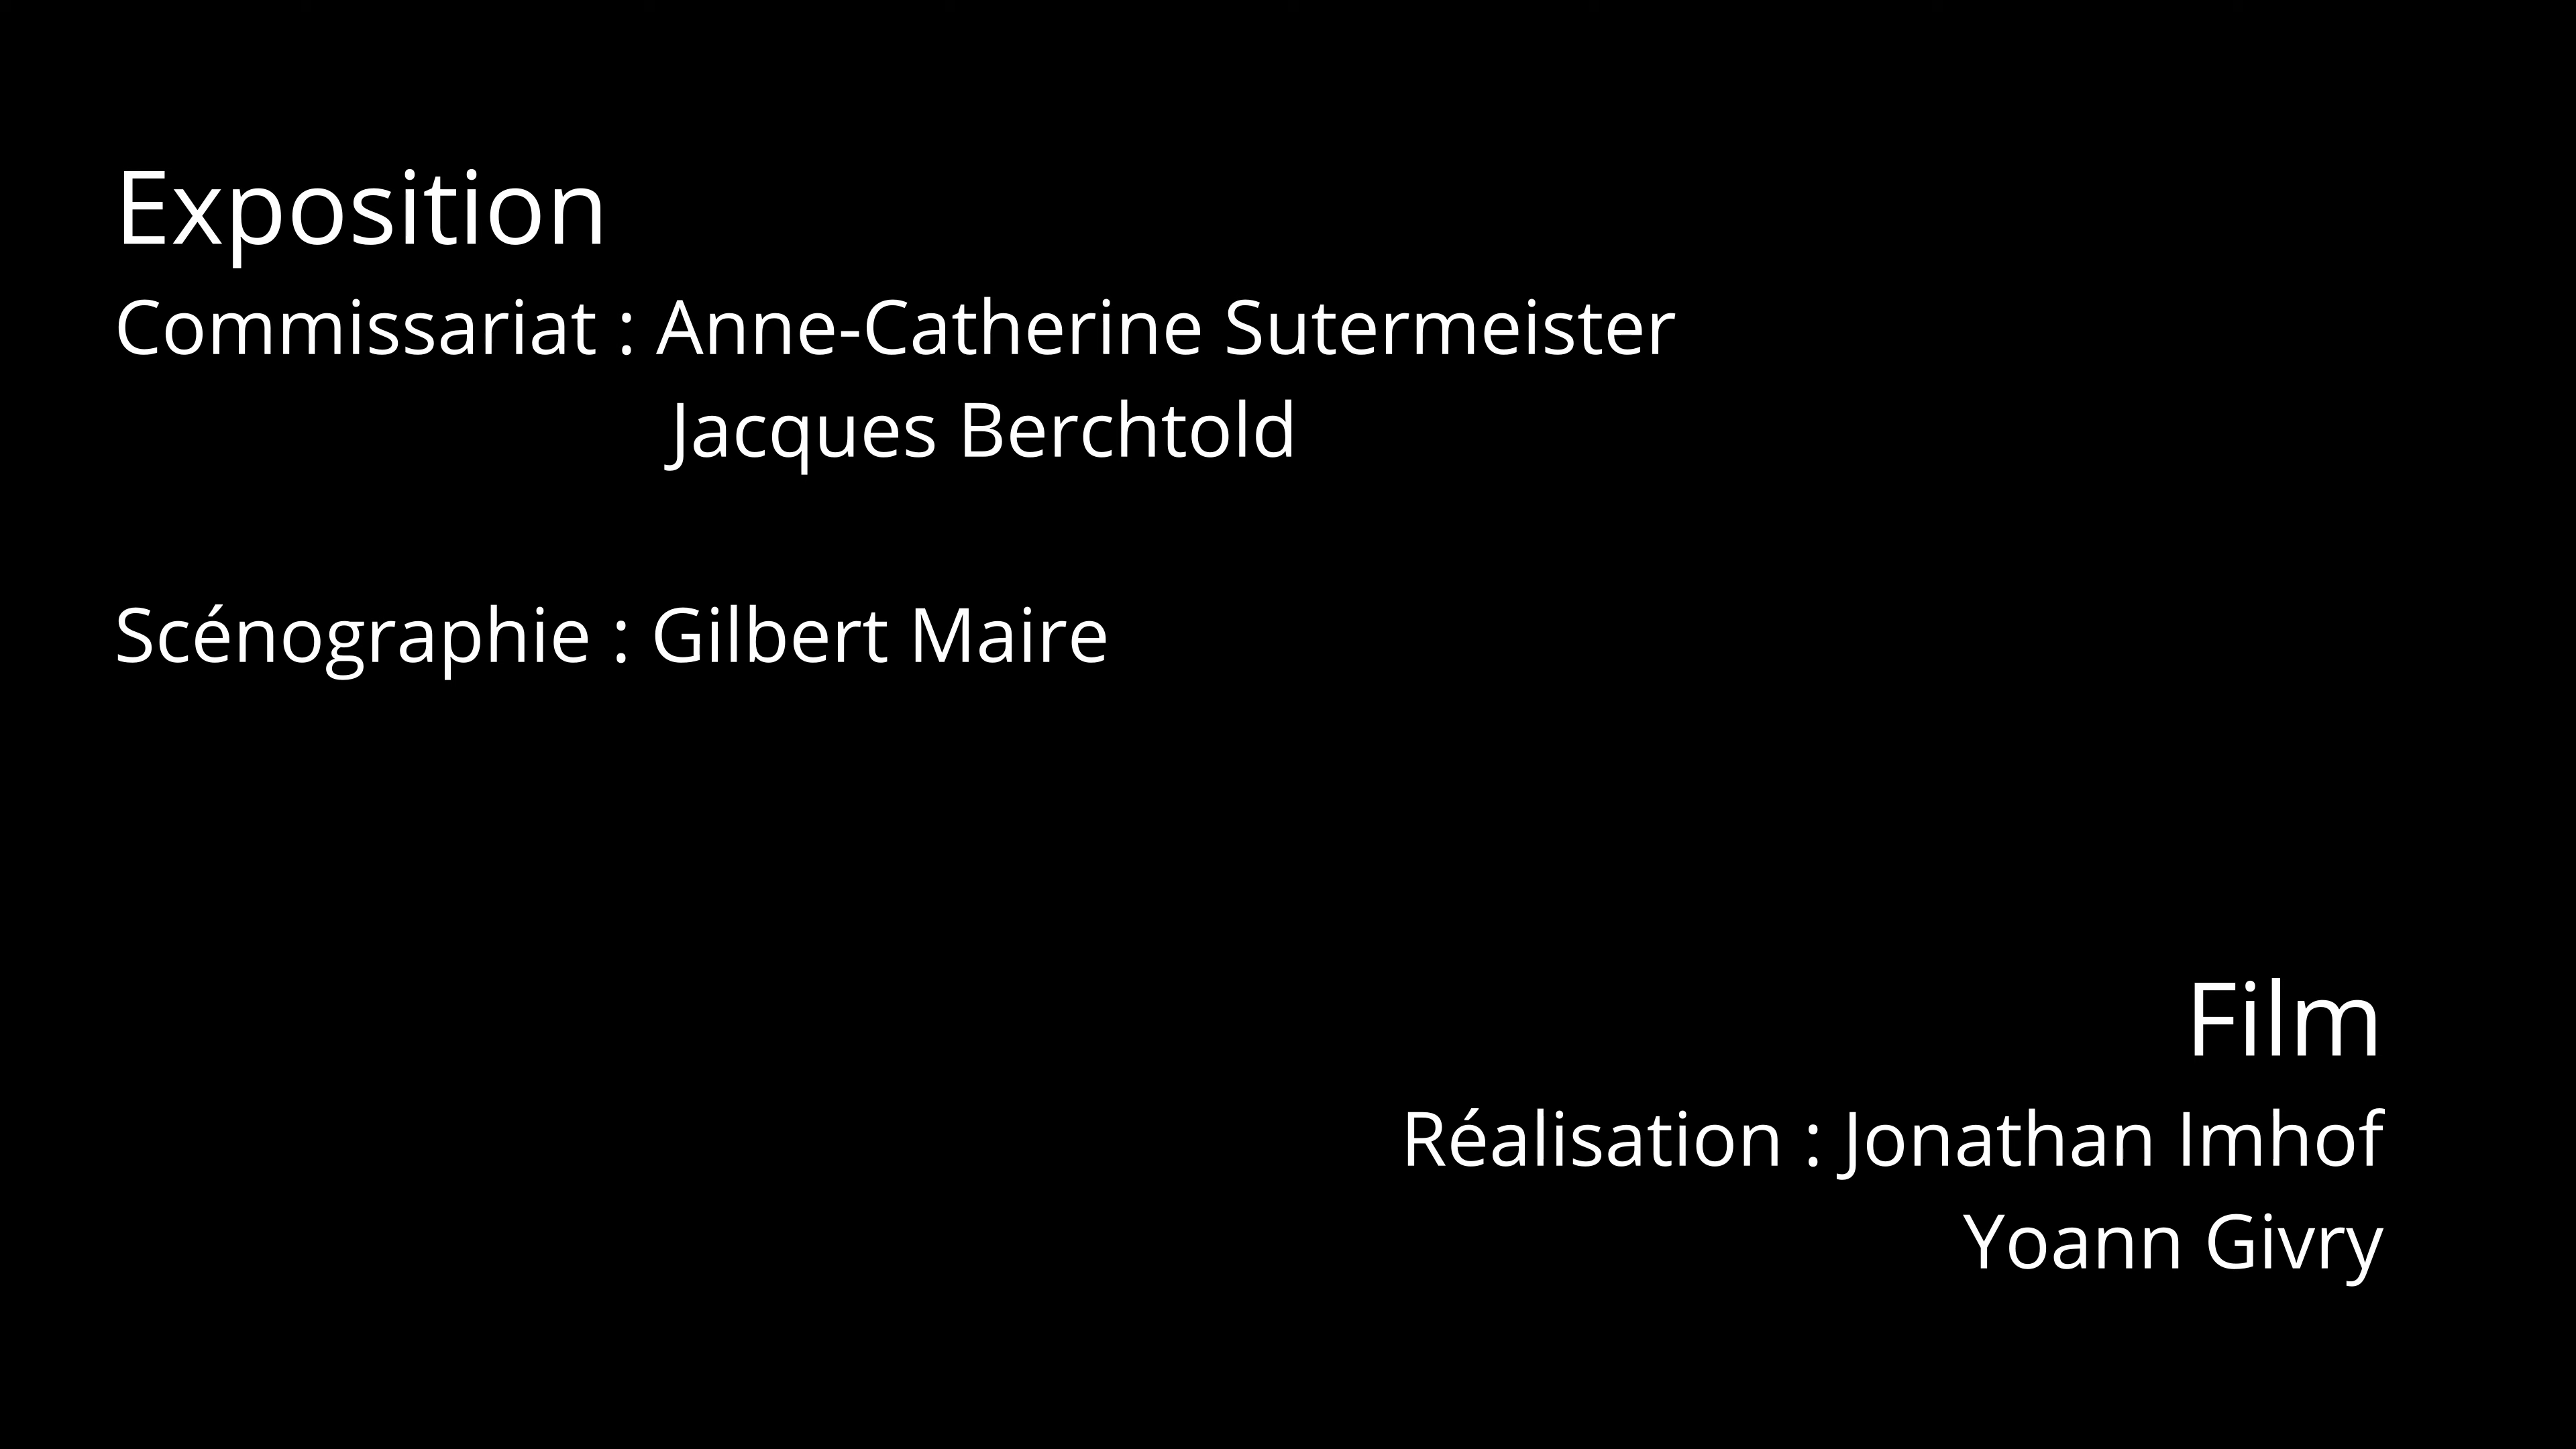 Exposition
Commissariat : Anne-Catherine Sutermeister
Jacques Berchtold
Scénographie : Gilbert Maire
Film
Réalisation : Jonathan Imhof
Yoann Givry